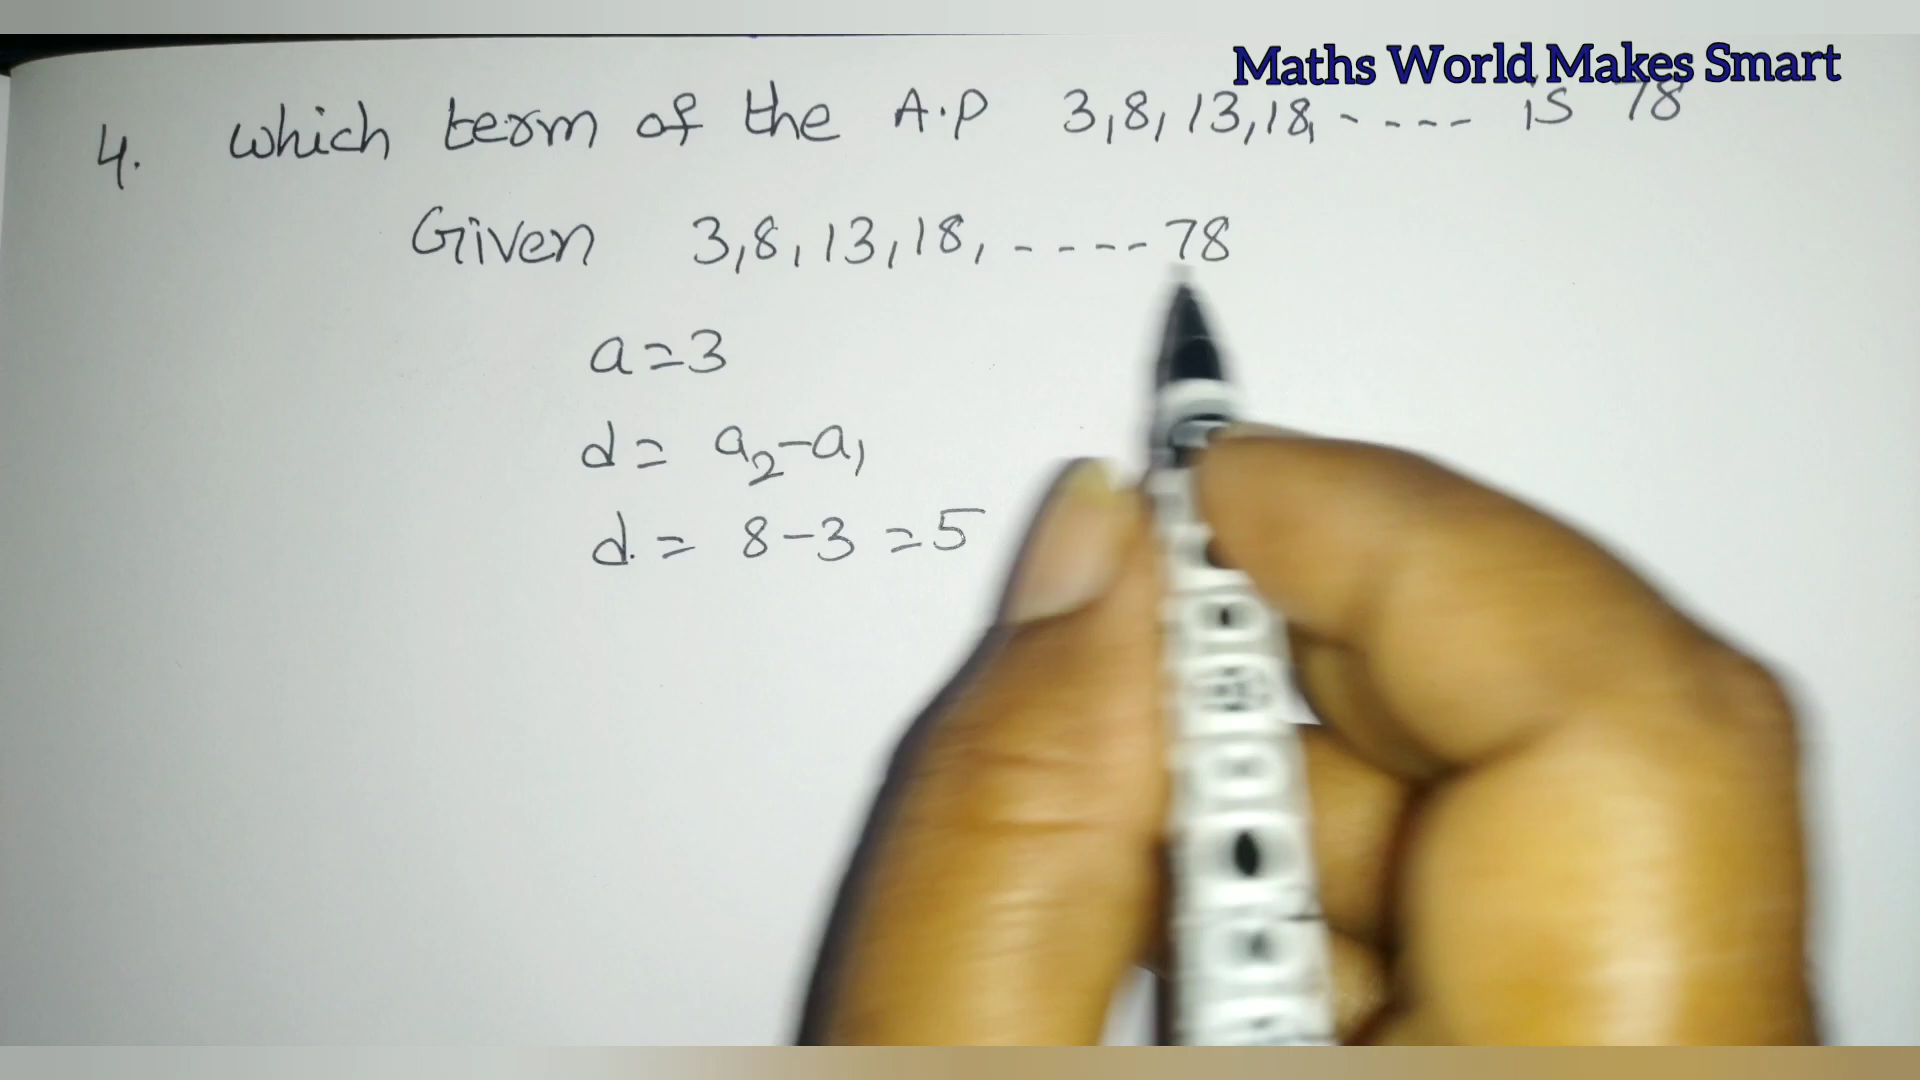 Maths World Makes Smart
4. which term of the A.P 3,8,13,18, ---- is 78
Given 3,8,13,18, ---- 78
a=3
d= a₂-a₁
d.= 8-3=5